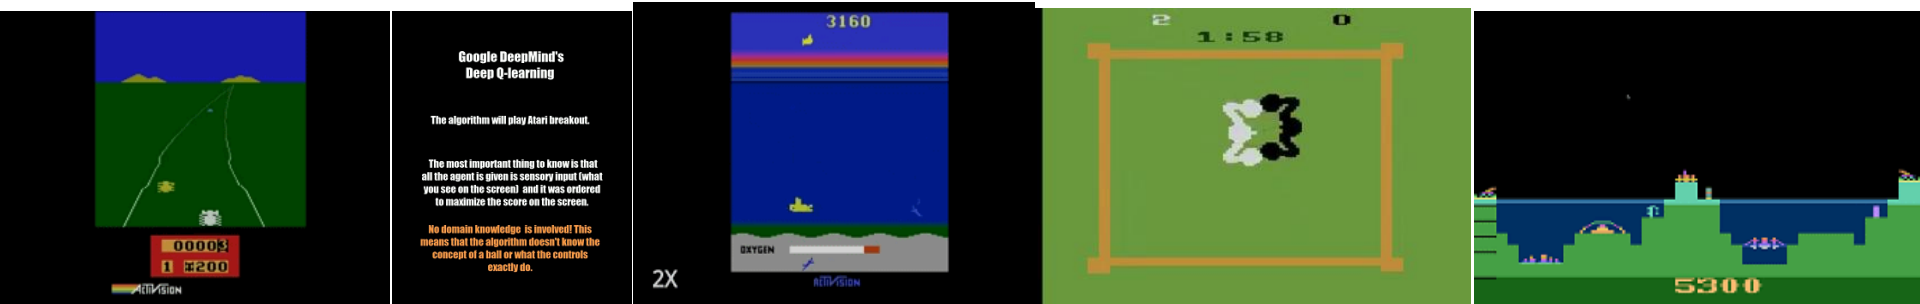 00003
1 200
ACTIVISION
Google DeepMind's
Deep Q-learning
The algorithm will play Atari breakout.
The most important thing to know is that
all the agent is given is sensory input (what
you see on the screen) and it was ordered
to maximize the score on the screen.
No domain knowledge is involved! This
means that the algorithm doesn't know the
concept of a ball or what the controls
exactly do.
3160
OXYGEN
2X
ACTIVISION
2 0
1:58
5300